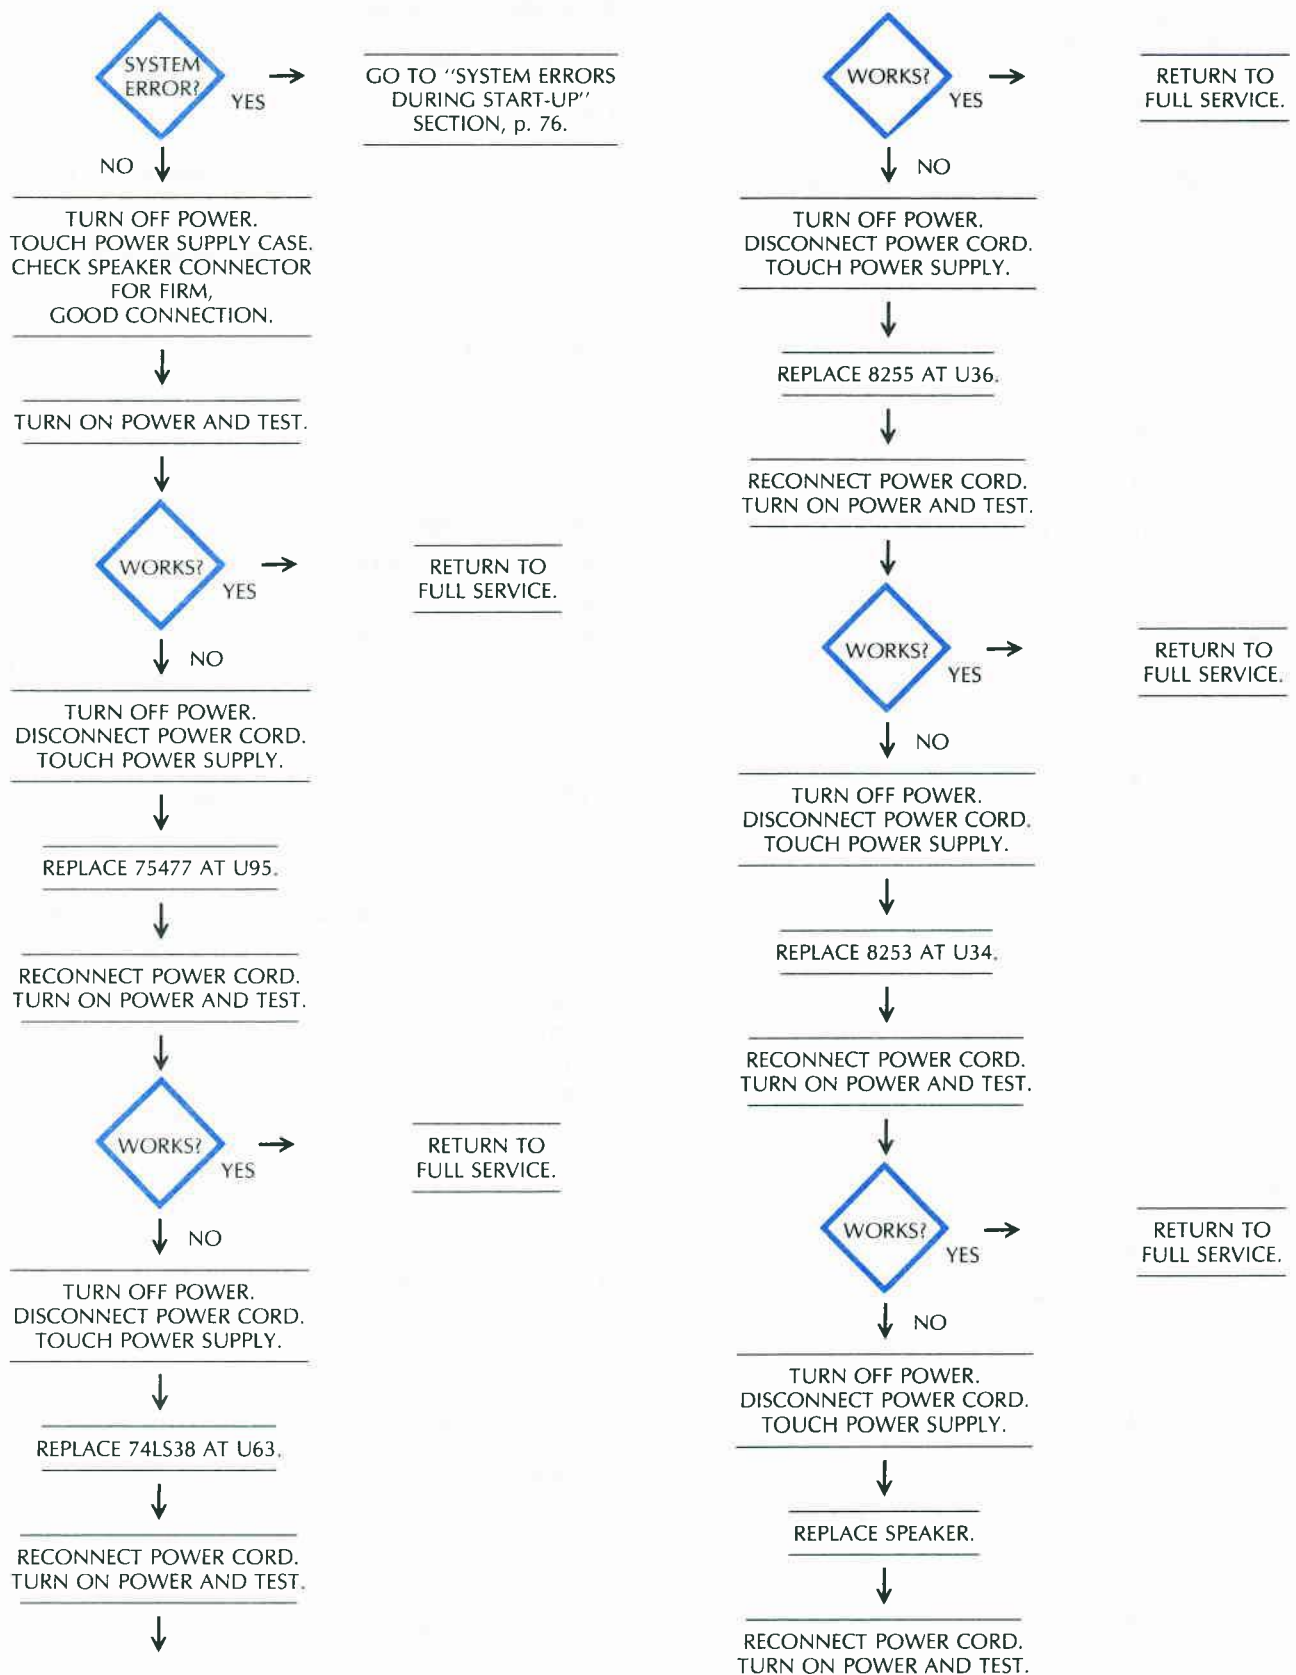 SYSTEM
ERROR?
YES
GO TO "SYSTEM ERRORS
DURING START-UP"
SECTION, p. 76.
NO
TURN OFF POWER.
TOUCH POWER SUPPLY CASE.
CHECK SPEAKER CONNECTOR
FOR FIRM,
GOOD CONNECTION.
TURN ON POWER AND TEST.
WORKS?
YES
RETURN TO
FULL SERVICE.
NO
TURN OFF POWER.
DISCONNECT POWER CORD.
TOUCH POWER SUPPLY.
REPLACE 75477 AT U95.
RECONNECT POWER CORD.
TURN ON POWER AND TEST.
WORKS?
YES
RETURN TO
FULL SERVICE.
NO
TURN OFF POWER.
DISCONNECT POWER CORD.
TOUCH POWER SUPPLY.
REPLACE 74LS38 AT U63.
RECONNECT POWER CORD.
TURN ON POWER AND TEST.
WORKS?
YES
RETURN TO
FULL SERVICE.
NO
TURN OFF POWER.
DISCONNECT POWER CORD.
TOUCH POWER SUPPLY.
REPLACE 8255 AT U36.
RECONNECT POWER CORD.
TURN ON POWER AND TEST.
WORKS?
YES
RETURN TO
FULL SERVICE.
NO
TURN OFF POWER.
DISCONNECT POWER CORD.
TOUCH POWER SUPPLY.
REPLACE 8253 AT U34.
RECONNECT POWER CORD.
TURN ON POWER AND TEST.
WORKS?
YES
RETURN TO
FULL SERVICE.
NO
TURN OFF POWER.
DISCONNECT POWER CORD.
TOUCH POWER SUPPLY.
REPLACE SPEAKER.
RECONNECT POWER CORD.
TURN ON POWER AND TEST.